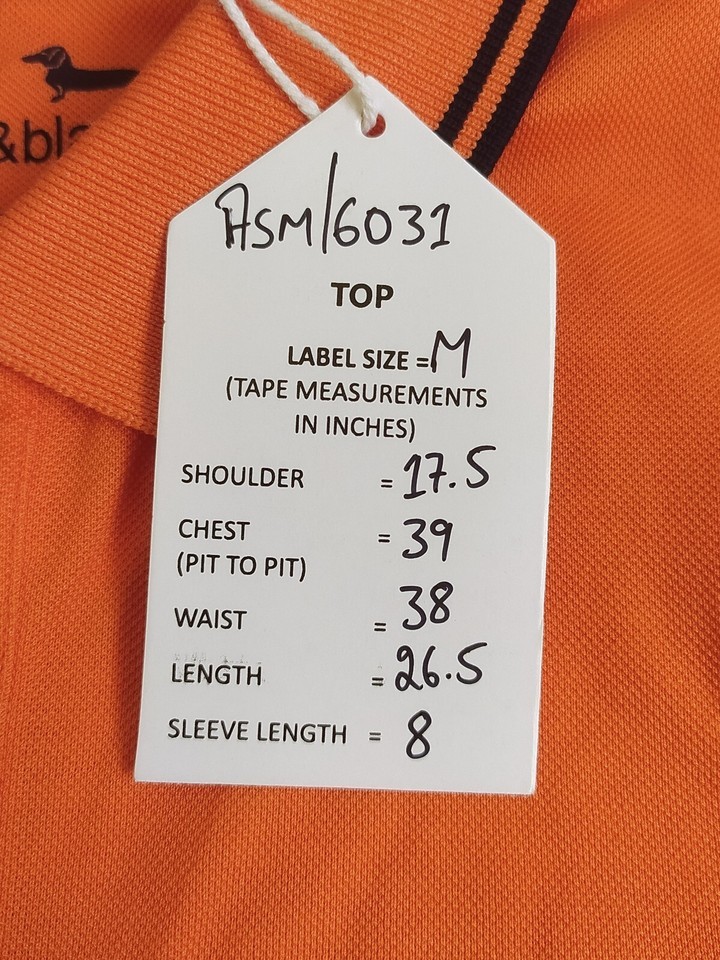 &bla
ASM/6031
TOP
LABEL SIZE =M
(TAPE MEASUREMENTS
IN INCHES)
SHOULDER = 17.5
CHEST = 39
(PIT TO PIT)
WAIST = 38
LENGTH = 26.5
SLEEVE LENGTH = 8